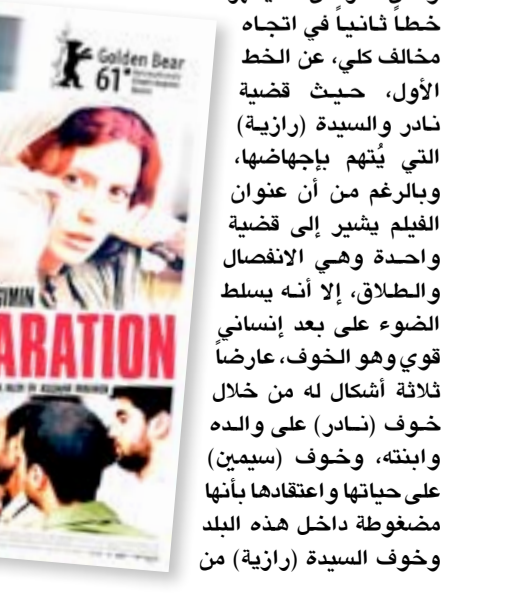 خطاً ثانياً في اتجاه
مخالف كلي، عن الخط
الأول، حيث قضية
نادر والسيدة (رازية)
التي يُتهم بإجهاضها،
وبالرغم من أن عنوان
الفيلم يشير إلى قضية
واحدة وهي الانفصال
والطلاق، إلا أنه يسلط
الضوء على بعد إنساني
قوي وهو الخوف، عارضاً
ثلاثة أشكال له من خلال
خوف (نادر) على والده
وابنته، وخوف (سيمين)
على حياتها واعتقادها بأنها
مضغوطة داخل هذه البلد
وخوف السيدة (رازية) من
Golden Bear
61
IMIN
ARATION